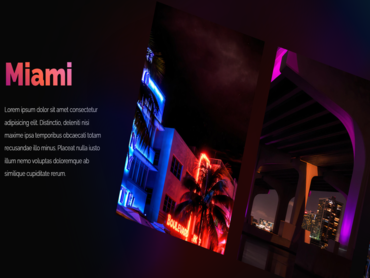 Miami
Lorem ipsum dolor sit amet consectetur
adipisicing elit. Distinctio, deleniti nisi
maxime ipsa temporibus obcaecati totam
recusandae illo minus. Placeat nulla iusto
illum nemo voluptas doloremque ab
similique cupiditate rerum.